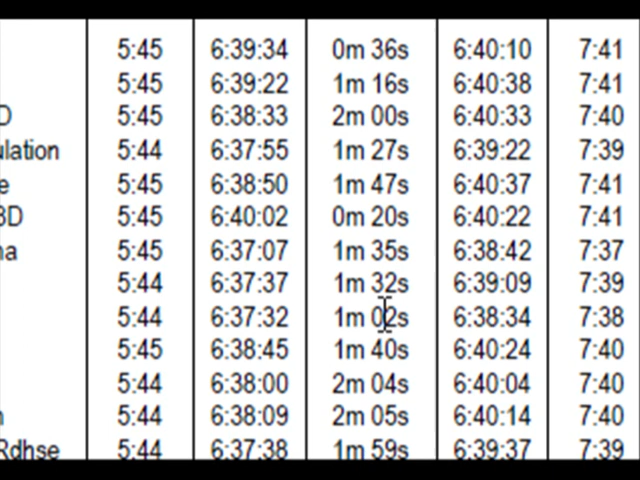 5:45 6:39:34 0m 36s 6:40:10 7:41
5:45 6:39:22 1m 16s 6:40:38 7:41
D 5:45 6:38:33 2m 00s 6:40:33 7:40
ulation 5:44 6:37:55 1m 27s 6:39:22 7:39
e 5:45 6:38:50 1m 47s 6:40:37 7:41
3D 5:45 6:40:02 0m 20s 6:40:22 7:41
na 5:45 6:37:07 1m 35s 6:38:42 7:37
5:44 6:37:37 1m 32s 6:39:09 7:39
5:44 6:37:32 1m 02s 6:38:34 7:38
5:45 6:38:45 1m 40s 6:40:24 7:40
5:44 6:38:00 2m 04s 6:40:04 7:40
5:44 6:38:09 2m 05s 6:40:14 7:40
Rdhse 5:44 6:37:38 1m 59s 6:39:37 7:39